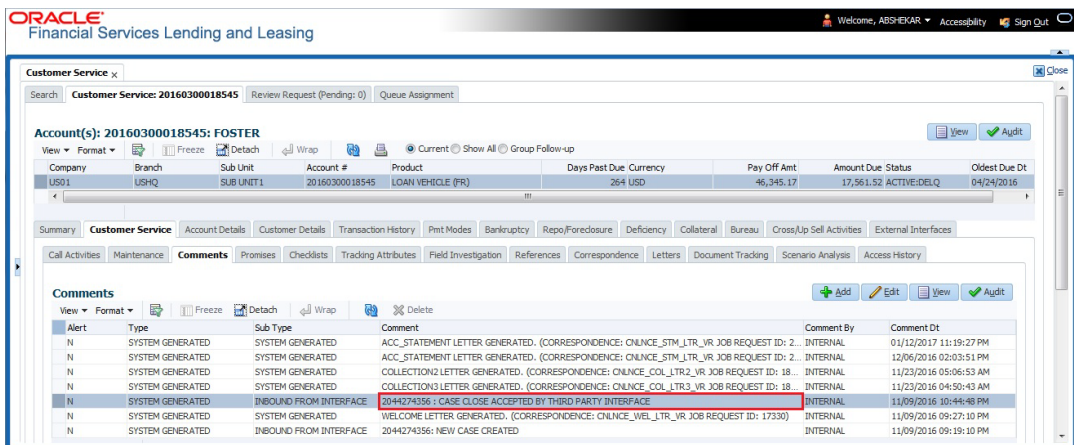 ORACLE®
Financial Services Lending and Leasing
Welcome, ABSHEKAR Accessibility Sign Out
Customer Service x Close
Search Customer Service: 20160300018545 Review Request (Pending: 0) Queue Assignment
Account(s): 20160300018545: FOSTER View Audit
View Format Freeze Detach Wrap Current Show All Group Follow-up
Company Branch Sub Unit Account # Product Days Past Due Currency Pay Off Amt Amount Due Status Oldest Due Dt
US01 USHQ SUB UNIT1 20160300018545 LOAN VEHICLE (FR) 264 USD 46,345.17 17,561.52 ACTIVE:DELQ 04/24/2016
Summary Customer Service Account Details Customer Details Transaction History Pmt Modes Bankruptcy Repo/Foreclosure Deficiency Collateral Bureau Cross/Up Sell Activities External Interfaces
Call Activities Maintenance Comments Promises Checklists Tracking Attributes Field Investigation References Correspondence Letters Document Tracking Scenario Analysis Access History
Comments Add Edit View Audit
View Format Freeze Detach Wrap Delete
Alert Type Sub Type Comment Comment By Comment Dt
N SYSTEM GENERATED SYSTEM GENERATED ACC_STATEMENT LETTER GENERATED. (CORRESPONDENCE: CNLNCE_STM_LTR_VR JOB REQUEST ID: 2... INTERNAL 01/12/2017 11:19:27 PM
N SYSTEM GENERATED SYSTEM GENERATED ACC_STATEMENT LETTER GENERATED. (CORRESPONDENCE: CNLNCE_STM_LTR_VR JOB REQUEST ID: 2... INTERNAL 12/06/2016 02:03:51 PM
N SYSTEM GENERATED SYSTEM GENERATED COLLECTION2 LETTER GENERATED. (CORRESPONDENCE: CNLNCE_COL_LTR2_VR JOB REQUEST ID: 18... INTERNAL 11/23/2016 05:06:53 AM
N SYSTEM GENERATED SYSTEM GENERATED COLLECTION3 LETTER GENERATED. (CORRESPONDENCE: CNLNCE_COL_LTR3_VR JOB REQUEST ID: 18... INTERNAL 11/23/2016 04:50:43 AM
N SYSTEM GENERATED INBOUND FROM INTERFACE 2044274356 : CASE CLOSE ACCEPTED BY THIRD PARTY INTERFACE INTERNAL 11/09/2016 10:44:48 PM
N SYSTEM GENERATED SYSTEM GENERATED WELCOME LETTER GENERATED. (CORRESPONDENCE: CNLNCE_WEL_LTR_VR JOB REQUEST ID: 17330) INTERNAL 11/09/2016 09:27:10 PM
N SYSTEM GENERATED INBOUND FROM INTERFACE 2044274356: NEW CASE CREATED INTERNAL 11/09/2016 09:19:10 PM